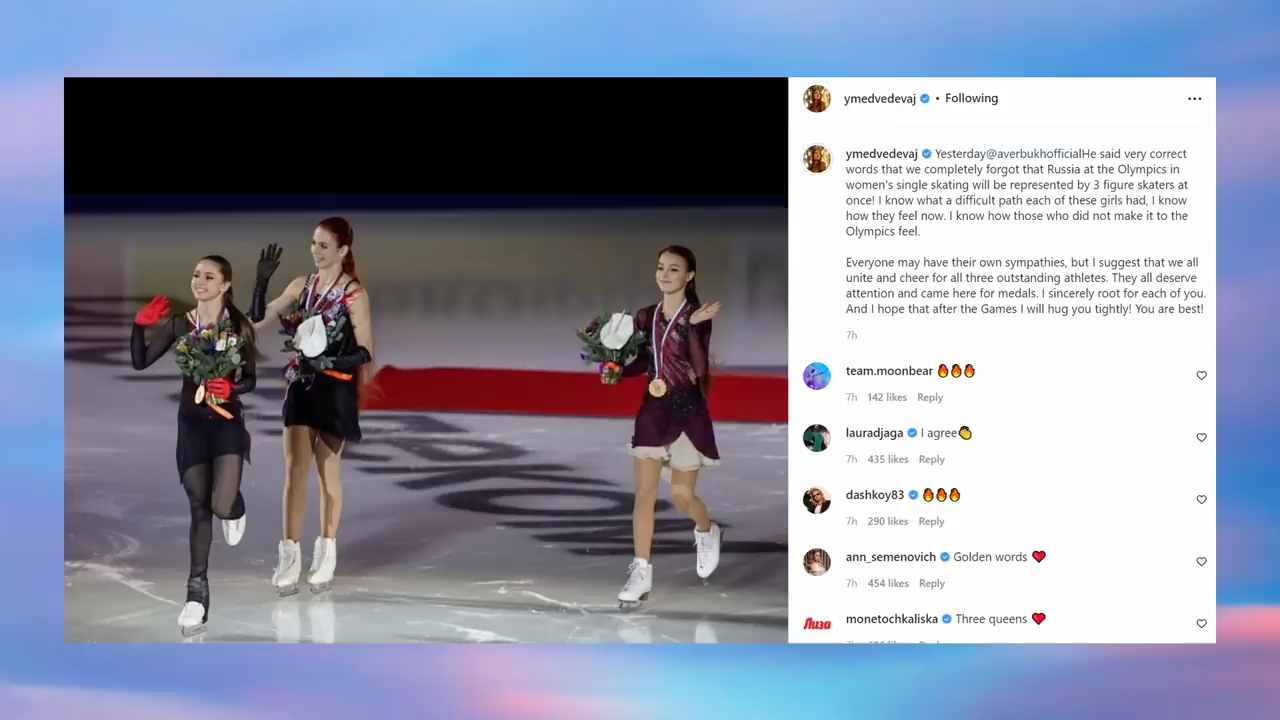 ymedvedevaj • Following
ymedvedevaj Yesterday@averbukhofficialHe said very correct
words that we completely forgot that Russia at the Olympics in
women's single skating will be represented by 3 figure skaters at
once! I know what a difficult path each of these girls had, I know
how they feel now. I know how those who did not make it to the
Olympics feel.
Everyone may have their own sympathies, but I suggest that we all
unite and cheer for all three outstanding athletes. They all deserve
attention and came here for medals. I sincerely root for each of you.
And I hope that after the Games I will hug you tightly! You are best!
7h
team.moonbear 🔥🔥🔥
7h 142 likes Reply
lauradjaga I agree👏
7h 435 likes Reply
dashkoy83 🔥🔥🔥
7h 290 likes Reply
ann_semenovich Golden words ❤️
7h 454 likes Reply
Лиза monetochkaliska Three queens ❤️